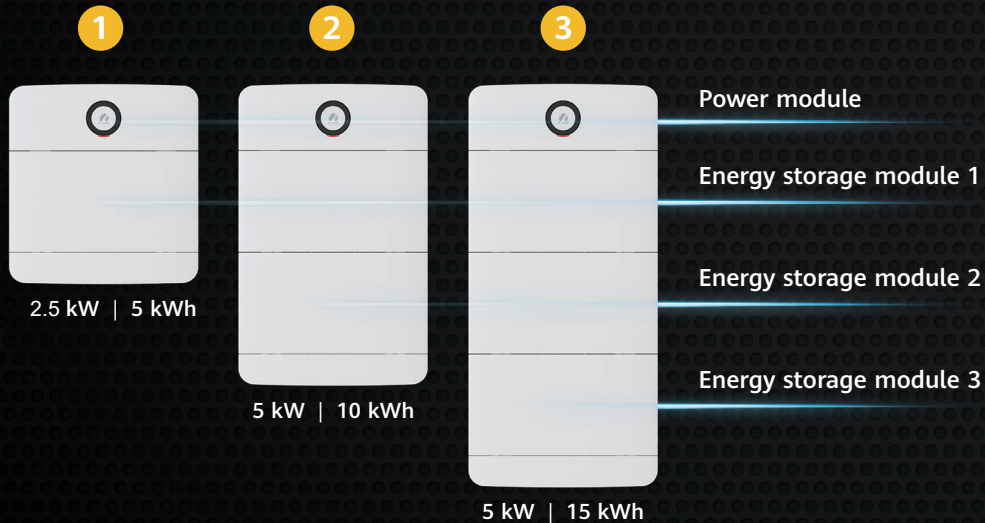 1
2
3
Power module
Energy storage module 1
Energy storage module 2
Energy storage module 3
2.5 kW | 5 kWh
5 kW | 10 kWh
5 kW | 15 kWh